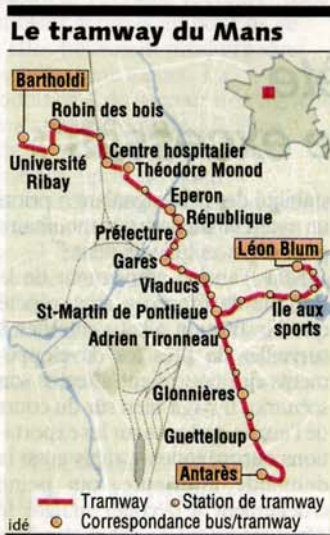 Le tramway du Mans
Bartholdi
Robin des bois
Université
Ribay
Centre hospitalier
Théodore Monod
Eperon
République
Préfecture
Gares
Léon Blum
Viaducs
St-Martin de Pontlieue
Ile aux
sports
Adrien Tironneau
Glonnières
Guetteloup
Antarès
Tramway
Station de tramway
Correspondance bus/tramway
idé